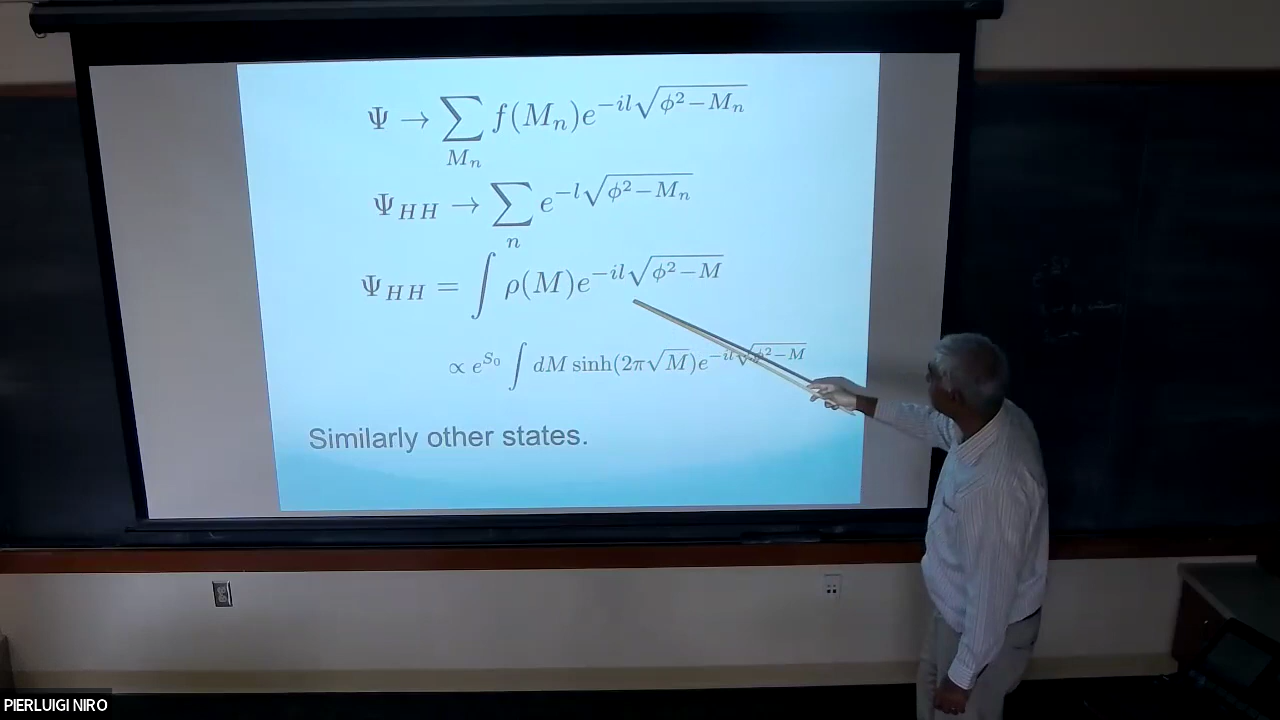 Ψ → ∑_{M_n} f(M_n)e^{-il√(ϕ²-M_n)}
Ψ_{HH} → ∑_n e^{-l√(ϕ²-M_n)}
Ψ_{HH} = ∫ ρ(M)e^{-il√(ϕ²-M)}
∝ e^{S_0} ∫ dM sinh(2π√M)e^{-il√(ϕ²-M)}
Similarly other states.
PIERLUIGI NIRO